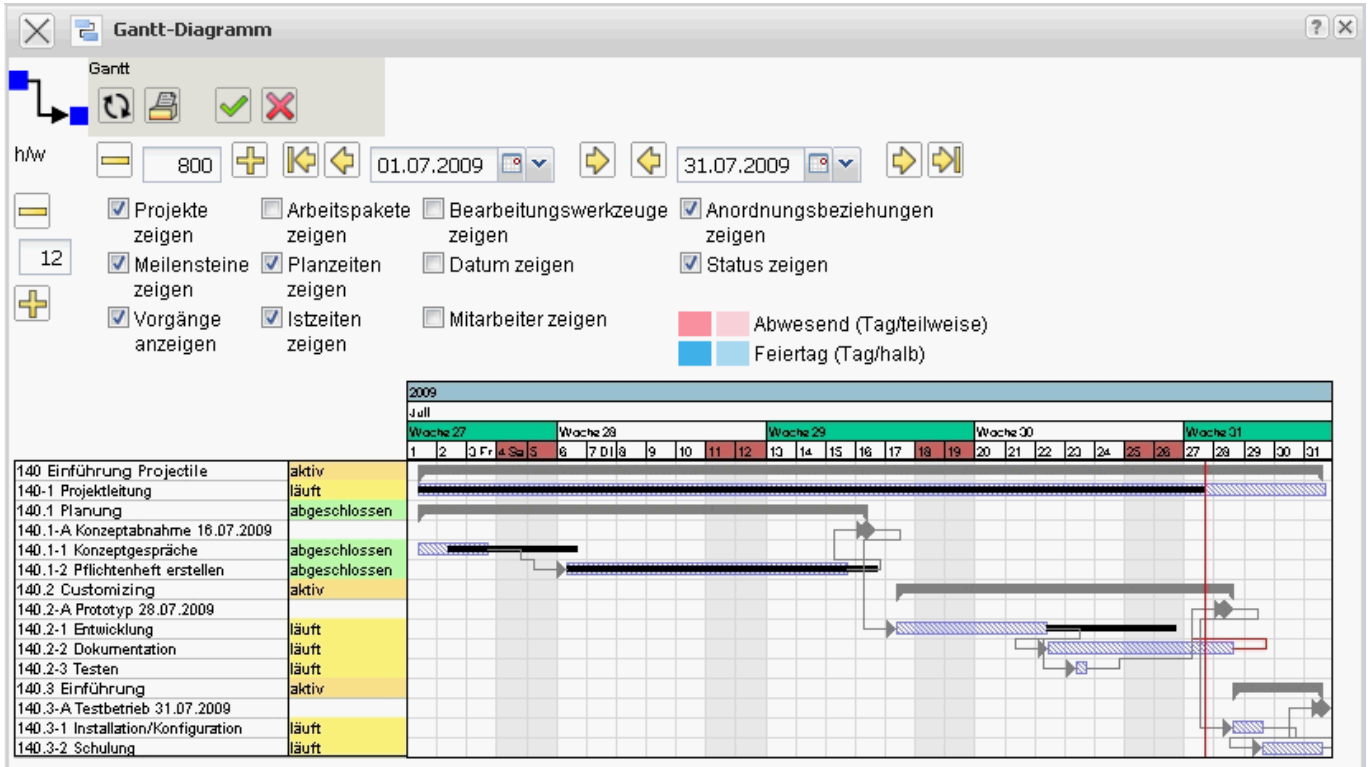 Gantt-Diagramm
?
Gantt
h/w
800
01.07.2009
31.07.2009
12
Projekte zeigen
Arbeitspakete zeigen
Bearbeitungswerkzeuge zeigen
Anordnungsbeziehungen zeigen
Meilensteine zeigen
Planzeiten zeigen
Datum zeigen
Status zeigen
Vorgänge anzeigen
Istzeiten zeigen
Mitarbeiter zeigen
Abwesend (Tag/teilweise)
Feiertag (Tag/halb)
2009
Juli
Woche 27 Woche 28 Woche 29 Woche 30 Woche 31
1 2 3 Fr 4 Sa 5 6 7 Di 8 9 10 11 12 13 14 15 16 17 18 19 20 21 22 23 24 25 26 27 28 29 30 31
140 Einführung Projectile aktiv
140-1 Projektleitung läuft
140.1 Planung abgeschlossen
140.1-A Konzeptabnahme 16.07.2009
140.1-1 Konzeptgespräche abgeschlossen
140.1-2 Pflichtenheft erstellen abgeschlossen
140.2 Customizing aktiv
140.2-A Prototyp 28.07.2009
140.2-1 Entwicklung läuft
140.2-2 Dokumentation läuft
140.2-3 Testen läuft
140.3 Einführung aktiv
140.3-A Testbetrieb 31.07.2009
140.3-1 Installation/Konfiguration läuft
140.3-2 Schulung läuft